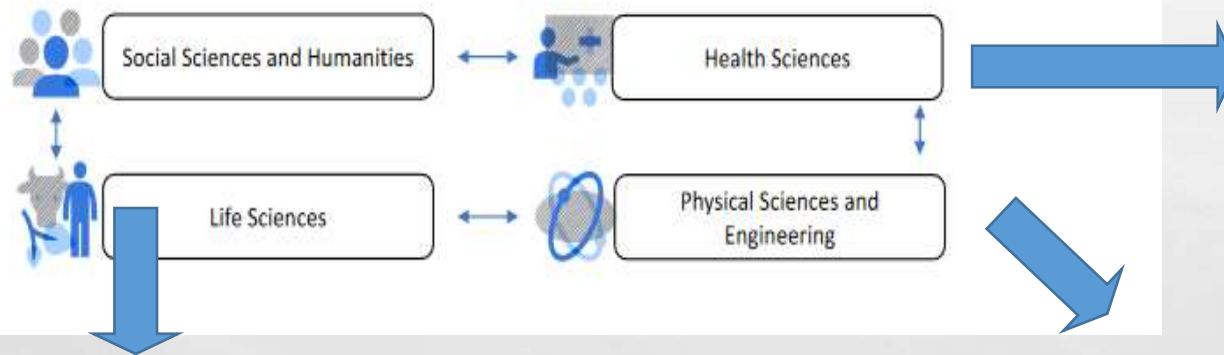 Social Sciences and Humanities
Health Sciences
Life Sciences
Physical Sciences and
Engineering